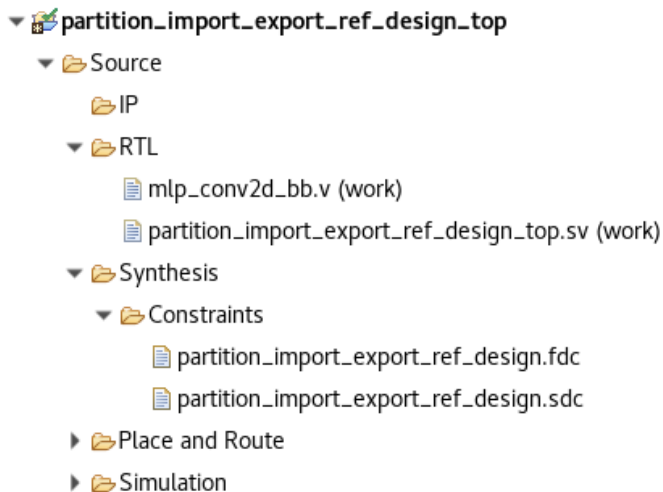 partition_import_export_ref_design_top
Source
IP
RTL
mlp_conv2d_bb.v (work)
partition_import_export_ref_design_top.sv (work)
Synthesis
Constraints
partition_import_export_ref_design.fdc
partition_import_export_ref_design.sdc
Place and Route
Simulation